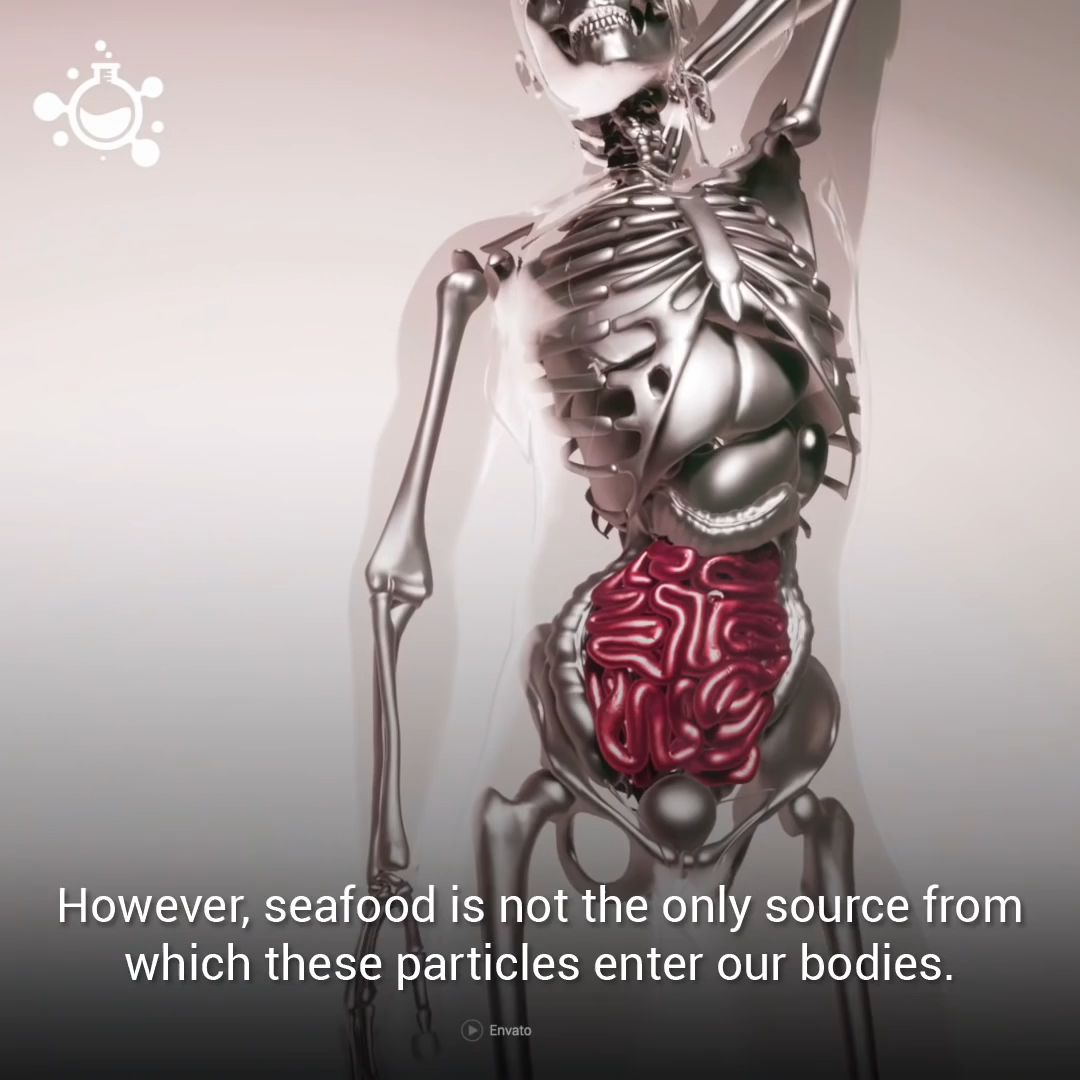 However, seafood is not the only source from
which these particles enter our bodies.
Envato